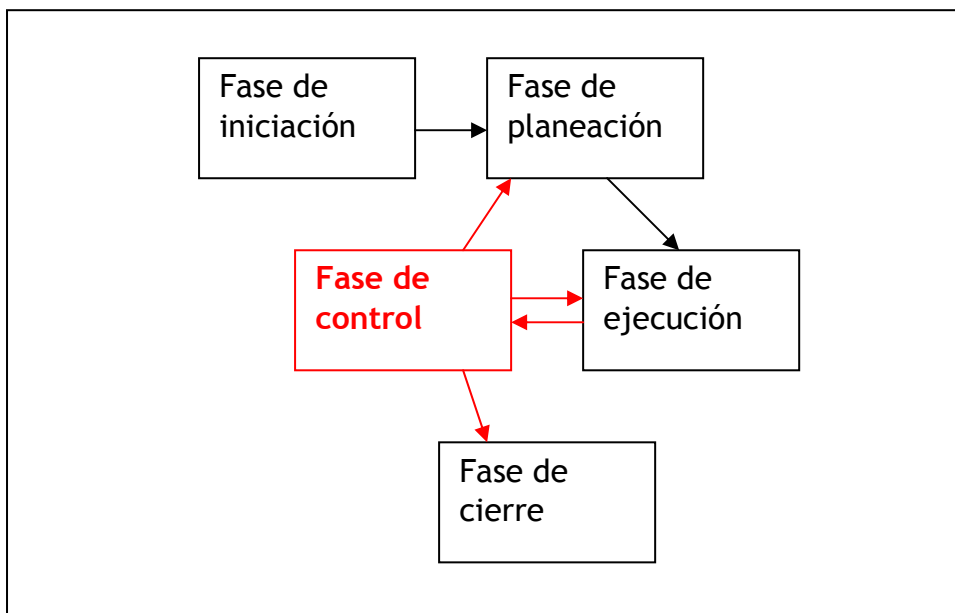 Fase de
iniciación
Fase de
planeación
Fase de
control
Fase de
ejecución
Fase de
cierre